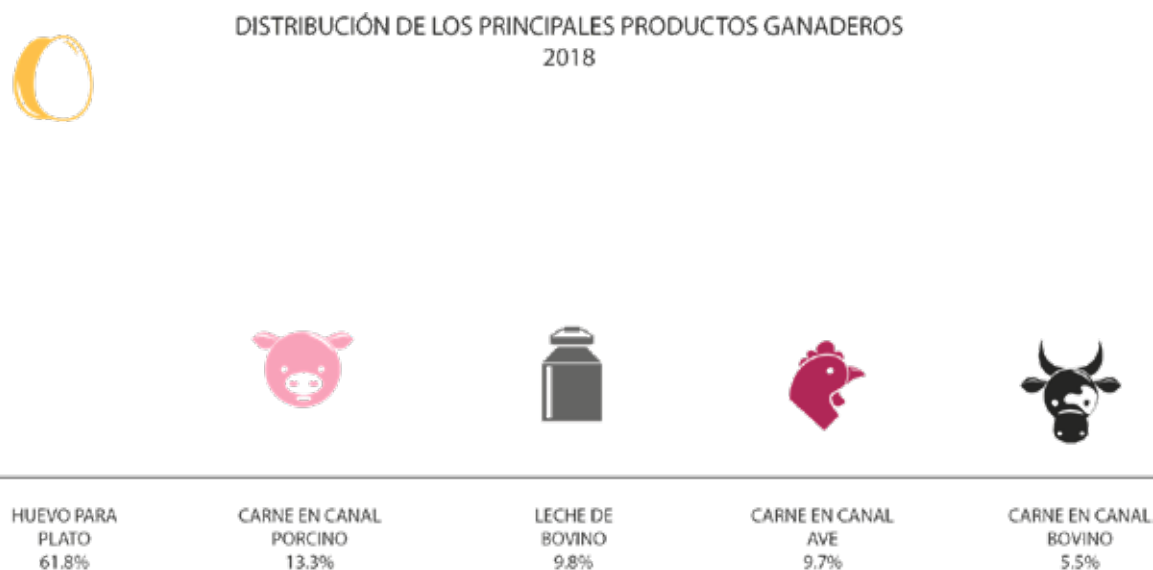 DISTRIBUCIÓN DE LOS PRINCIPALES PRODUCTOS GANADEROS
2018
HUEVO PARA
PLATO
61.8%
CARNE EN CANAL
PORCINO
13.3%
LECHE DE
BOVINO
9.8%
CARNE EN CANAL
AVE
9.7%
CARNE EN CANAL
BOVINO
5.5%